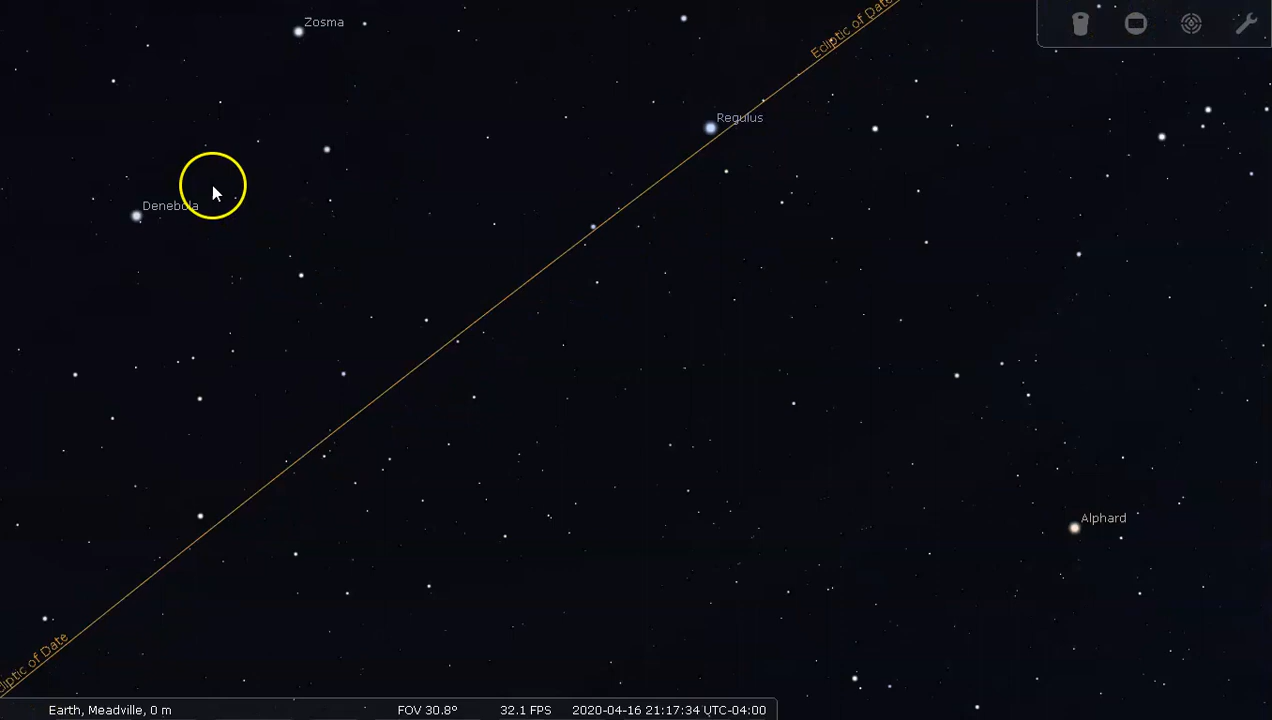 Zosma
Ecliptic of Date
Regulus
Denebola
Alphard
cliptic of Date
Earth, Meadville, 0 m FOV 30.8° 32.1 FPS 2020-04-16 21:17:34 UTC-04:00